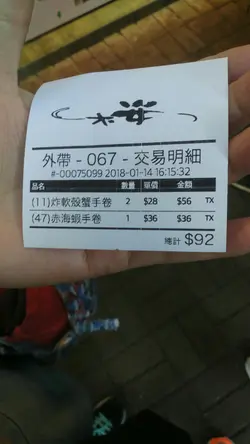 外帶 - 067 - 交易明細
#-00075099 2018-01-14 16:15:32
品名 數量 單價 金額
(11)炸軟殼蟹手卷 2 $28 $56 TX
(47)赤海蝦手卷 1 $36 $36 TX
總計 $92